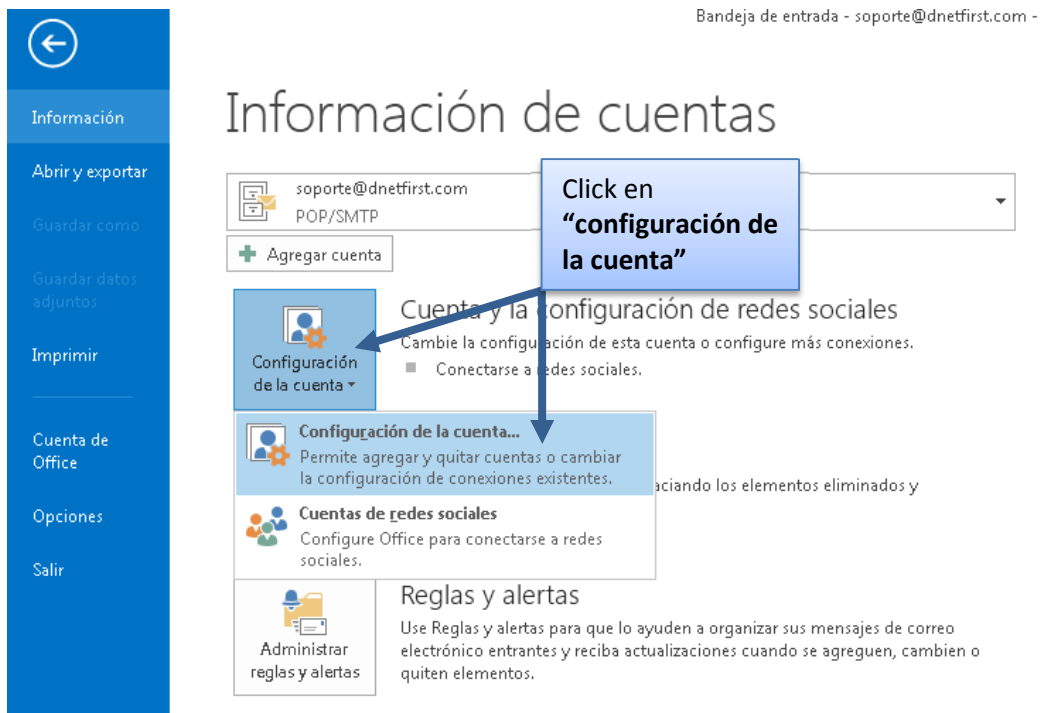 Bandeja de entrada - soporte@dnetfirst.com -
Información
Abrir y exportar
Guardar como
Guardar datos
adjuntos
Imprimir
Cuenta de
Office
Opciones
Salir
Información de cuentas
soporte@dnetfirst.com
POP/SMTP
Agregar cuenta
Click en
“configuración de
la cuenta”
Configuración
de la cuenta
Cuenta y la configuración de redes sociales
Cambie la configuración de esta cuenta o configure más conexiones.
Conectarse a redes sociales.
Configuración de la cuenta...
Permite agregar y quitar cuentas o cambiar
la configuración de conexiones existentes.
Cuentas de redes sociales
Configure Office para conectarse a redes
sociales.
aciando los elementos eliminados y
Administrar
reglas y alertas
Reglas y alertas
Use Reglas y alertas para que lo ayuden a organizar sus mensajes de correo
electrónico entrantes y reciba actualizaciones cuando se agreguen, cambien o
quiten elementos.